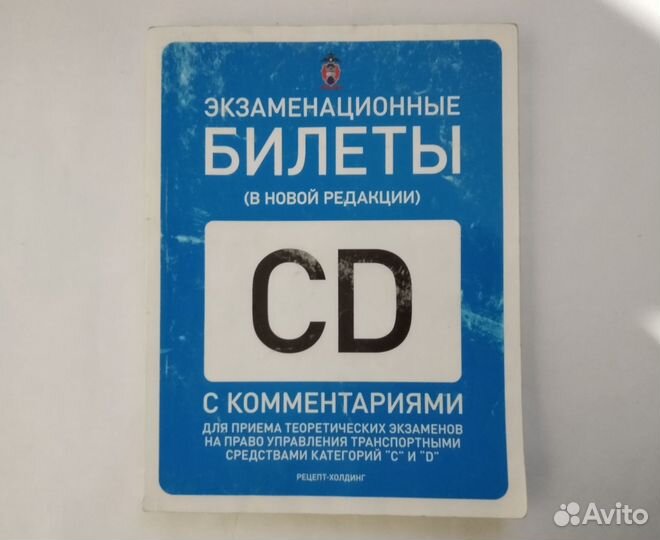 ЭКЗАМЕНАЦИОННЫЕ
БИЛЕТЫ
(В НОВОЙ РЕДАКЦИИ)
CD
С КОММЕНТАРИЯМИ
ДЛЯ ПРИЕМА ТЕОРЕТИЧЕСКИХ ЭКЗАМЕНОВ
НА ПРАВО УПРАВЛЕНИЯ ТРАНСПОРТНЫМИ
СРЕДСТВАМИ КАТЕГОРИЙ "C" И "D"
РЕЦЕПТ-ХОЛДИНГ
Avito